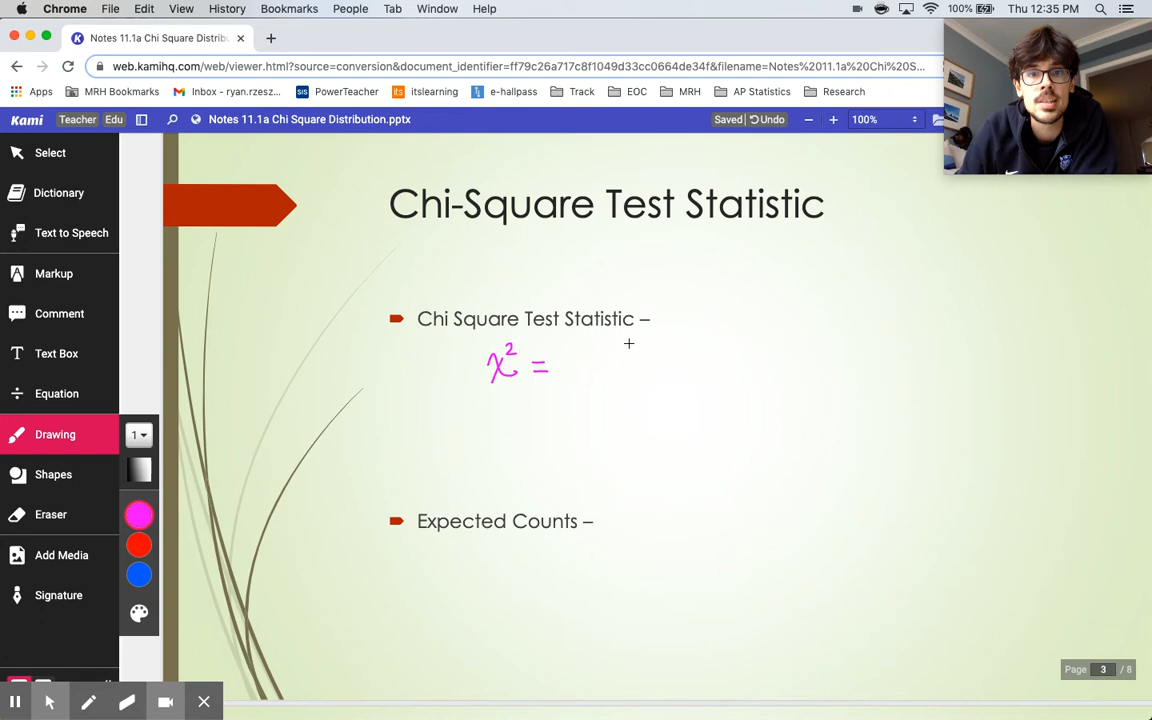 Chrome File Edit View History Bookmarks People Tab Window Help 100% Thu 12:35 PM
Notes 11.1a Chi Square Distrib
web.kamihq.com/web/viewer.html?source=conversion&document_identifier=ff79c26a717c8f1049d33cc0664de34f&filename=Notes%2011.1a%20Chi%20S...
Apps MRH Bookmarks Inbox - ryan.rzesz... PowerTeacher itslearning e-hallpass Track EOC MRH AP Statistics Research
Kami Teacher Edu Notes 11.1a Chi Square Distribution.pptx Saved Undo 100%
Select
Dictionary
Text to Speech
Markup
Comment
Text Box
Equation
Drawing
1
Shapes
Eraser
Add Media
Signature
Chi-Square Test Statistic
Chi Square Test Statistic –
χ² =
Expected Counts –
Page 3 / 8